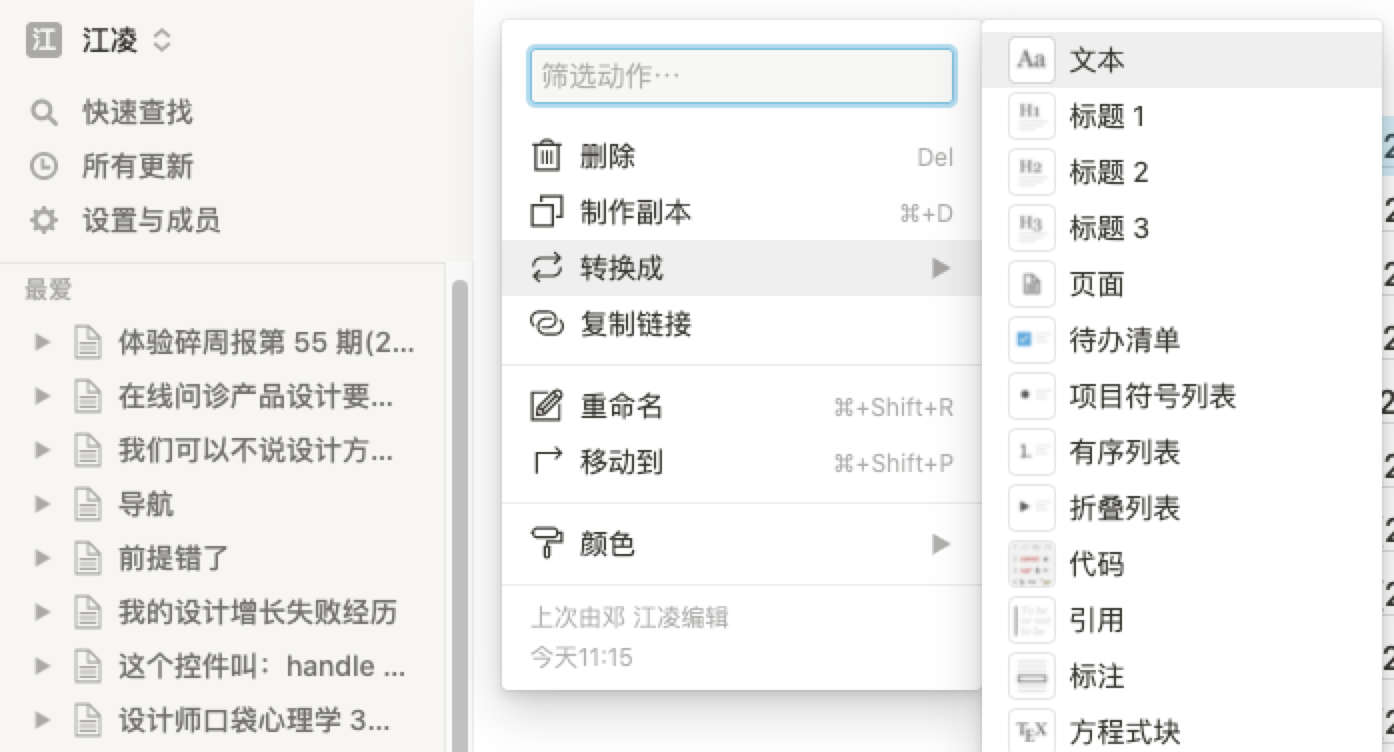 江 江凌
快速查找
所有更新
设置与成员
最爱
体验碎周报第 55 期(2...
在线问诊产品设计要...
我们可以不说设计方...
导航
前提错了
我的设计增长失败经历
这个控件叫：handle ...
设计师口袋心理学 3...
筛选动作…
删除 Del
制作副本 ⌘+D
转换成
复制链接
重命名 ⌘+Shift+R
移动到 ⌘+Shift+P
颜色
上次由邓 江凌编辑
今天11:15
Aa 文本
H1 标题 1
H2 标题 2
H3 标题 3
页面
待办清单
项目符号列表
1. 有序列表
折叠列表
代码
引用
标注
TEX 方程式块